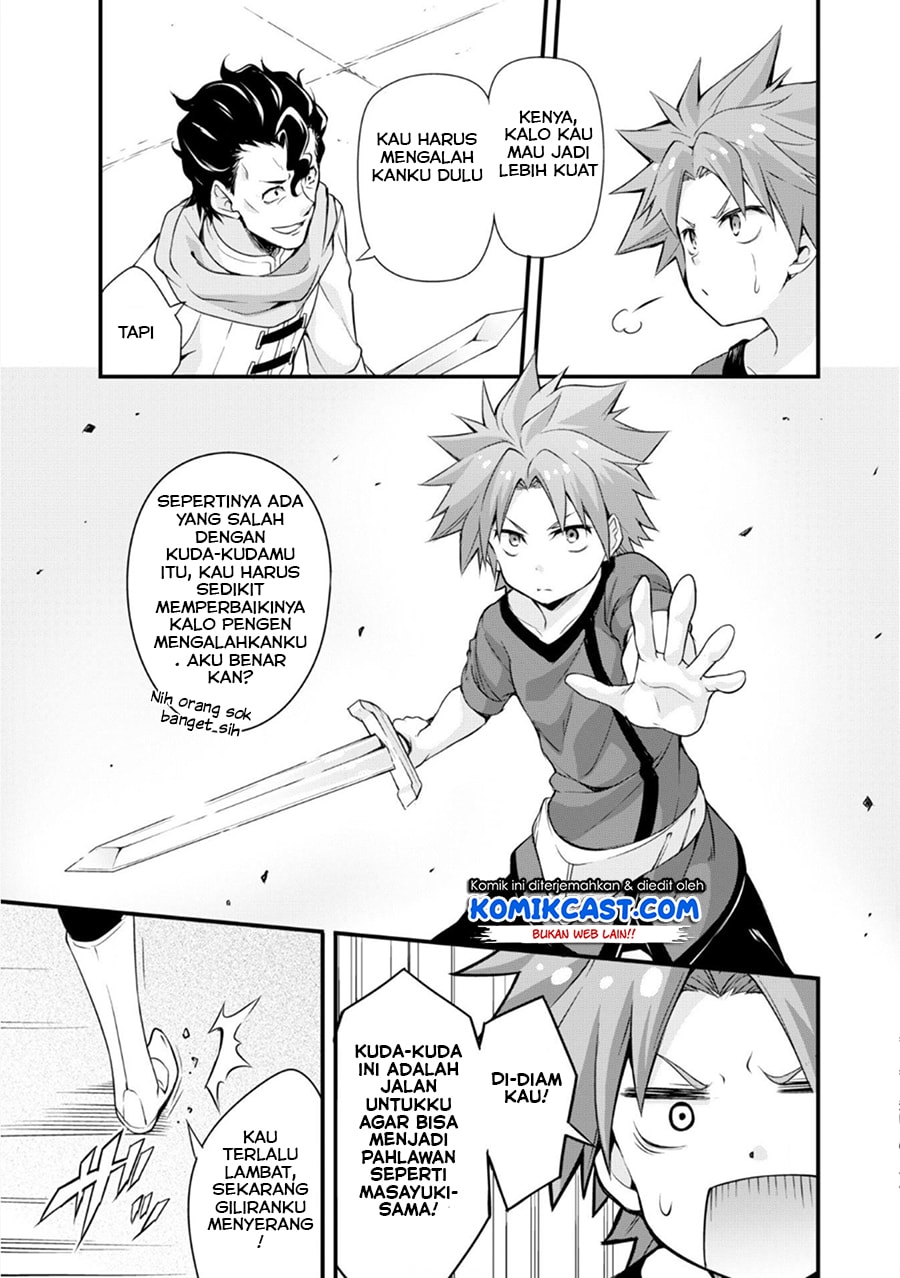 KENYA,
KALO KAU
MAU JADI
LEBIH KUAT
KAU HARUS
MENGALAH
KANKU DULU
TAPI
SEPERTINYA ADA
YANG SALAH
DENGAN
KUDA-KUDAMU
ITU, KAU HARUS
SEDIKIT
MEMPERBAIKINYA
KALO PENGEN
MENGALAHKANKU
. AKU BENAR
KAN?
Nih orang sok
banget_sih
Komik ini diterjemahkan & diedit oleh
KOMIKCAST.COM
BUKAN WEB LAIN!!
DI-DIAM
KAU!
KUDA-KUDA
INI ADALAH
JALAN
UNTUKKU
AGAR BISA
MENJADI
PAHLAWAN
SEPERTI
MASAYUKI-
SAMA!
KAU
TERLALU
LAMBAT,
SEKARANG
GILIRANKU
MENYERANG
!